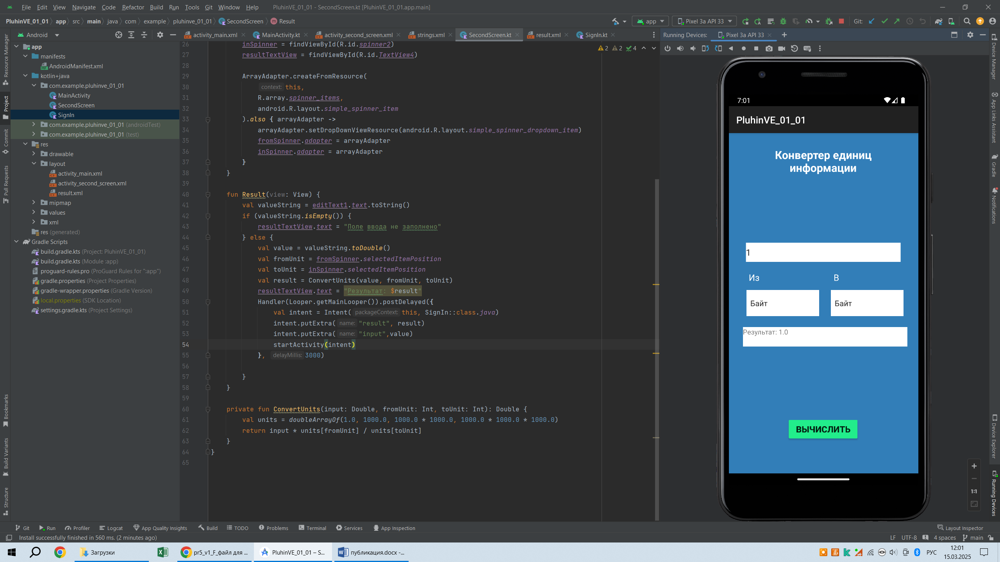 File Edit View Navigate Code Refactor Build Run Tools Git Window Help PluhinVE_01_01 - SecondScreen.kt [PluhinVE_01_01.app.main]
PluhinVE_01_01 app src main java com example pluhinve_01_01 SecondScreen Result app Pixel 3a API 33 Git:
Android activity_main.xml MainActivity.kt activity_second_screen.xml strings.xml SecondScreen.kt result.xml SignIn.kt Running Devices: Pixel 3a API 33
Resource Manager
Project
Commit
Pull Requests
Bookmarks
Build Variants
Structure
app
manifests
AndroidManifest.xml
kotlin+java
com.example.pluhinve_01_01
MainActivity
SecondScreen
SignIn
com.example.pluhinve_01_01 (androidTest)
com.example.pluhinve_01_01 (test)
res
drawable
layout
activity_main.xml
activity_second_screen.xml
result.xml
mipmap
values
xml
res (generated)
Gradle Scripts
build.gradle.kts (Project: PluhinVE_01_01)
build.gradle.kts (Module :app)
proguard-rules.pro (ProGuard Rules for ":app")
gradle.properties (Project Properties)
gradle-wrapper.properties (Gradle Version)
local.properties (SDK Location)
settings.gradle.kts (Project Settings)
2 2 4
26 inSpinner = findViewById(R.id.spinner2)
27 resultTextView = findViewById(R.id.TextView4)
28
29 ArrayAdapter.createFromResource(
30 context: this,
31 R.array.spinner_items,
32 android.R.layout.simple_spinner_item
33 ).also { arrayAdapter ->
34 arrayAdapter.setDropDownViewResource(android.R.layout.simple_spinner_dropdown_item)
35 fromSpinner.adapter = arrayAdapter
36 inSpinner.adapter = arrayAdapter
37 }
38 }
39
40 fun Result(view: View) {
41 val valueString = editText1.text.toString()
42 if (valueString.isEmpty()) {
43 resultTextView.text = "Поле ввода не заполнено"
44 } else {
45 val value = valueString.toDouble()
46 val fromUnit = fromSpinner.selectedItemPosition
47 val toUnit = inSpinner.selectedItemPosition
48 val result = ConvertUnits(value, fromUnit, toUnit)
49 resultTextView.text = "Результат: $result"
50 Handler(Looper.getMainLooper()).postDelayed({
51 val intent = Intent( packageContext: this, SignIn::class.java)
52 intent.putExtra( name: "result", result)
53 intent.putExtra( name: "input",value)
54 startActivity(intent)
55 }, delayMillis: 3000)
56
57 }
58 }
59
60 private fun ConvertUnits(input: Double, fromUnit: Int, toUnit: Int): Double {
61 val units = doubleArrayOf(1.0, 1000.0, 1000.0 * 1000.0, 1000.0 * 1000.0 * 1000.0)
62 return input * units[fromUnit] / units[toUnit]
63 }
64 }
65
7:01
PluhinVE_01_01
Конвертер единиц
информации
1
Из В
Байт Байт
Результат: 1.0
ВЫЧИСЛИТЬ
1:1
Device Manager
App Links Assistant
Gradle
Notifications
Device Explorer
Running Devices
Git Run Profiler Logcat App Quality Insights Build TODO Problems Terminal Services App Inspection Layout Inspector
Install successfully finished in 560 ms. (2 minutes ago) LF UTF-8 4 spaces main
Загрузки pr5_v1_F_файл для ... PluhinVE_01_01 – S... публикация.docx -... РУС 12:01
15.03.2025